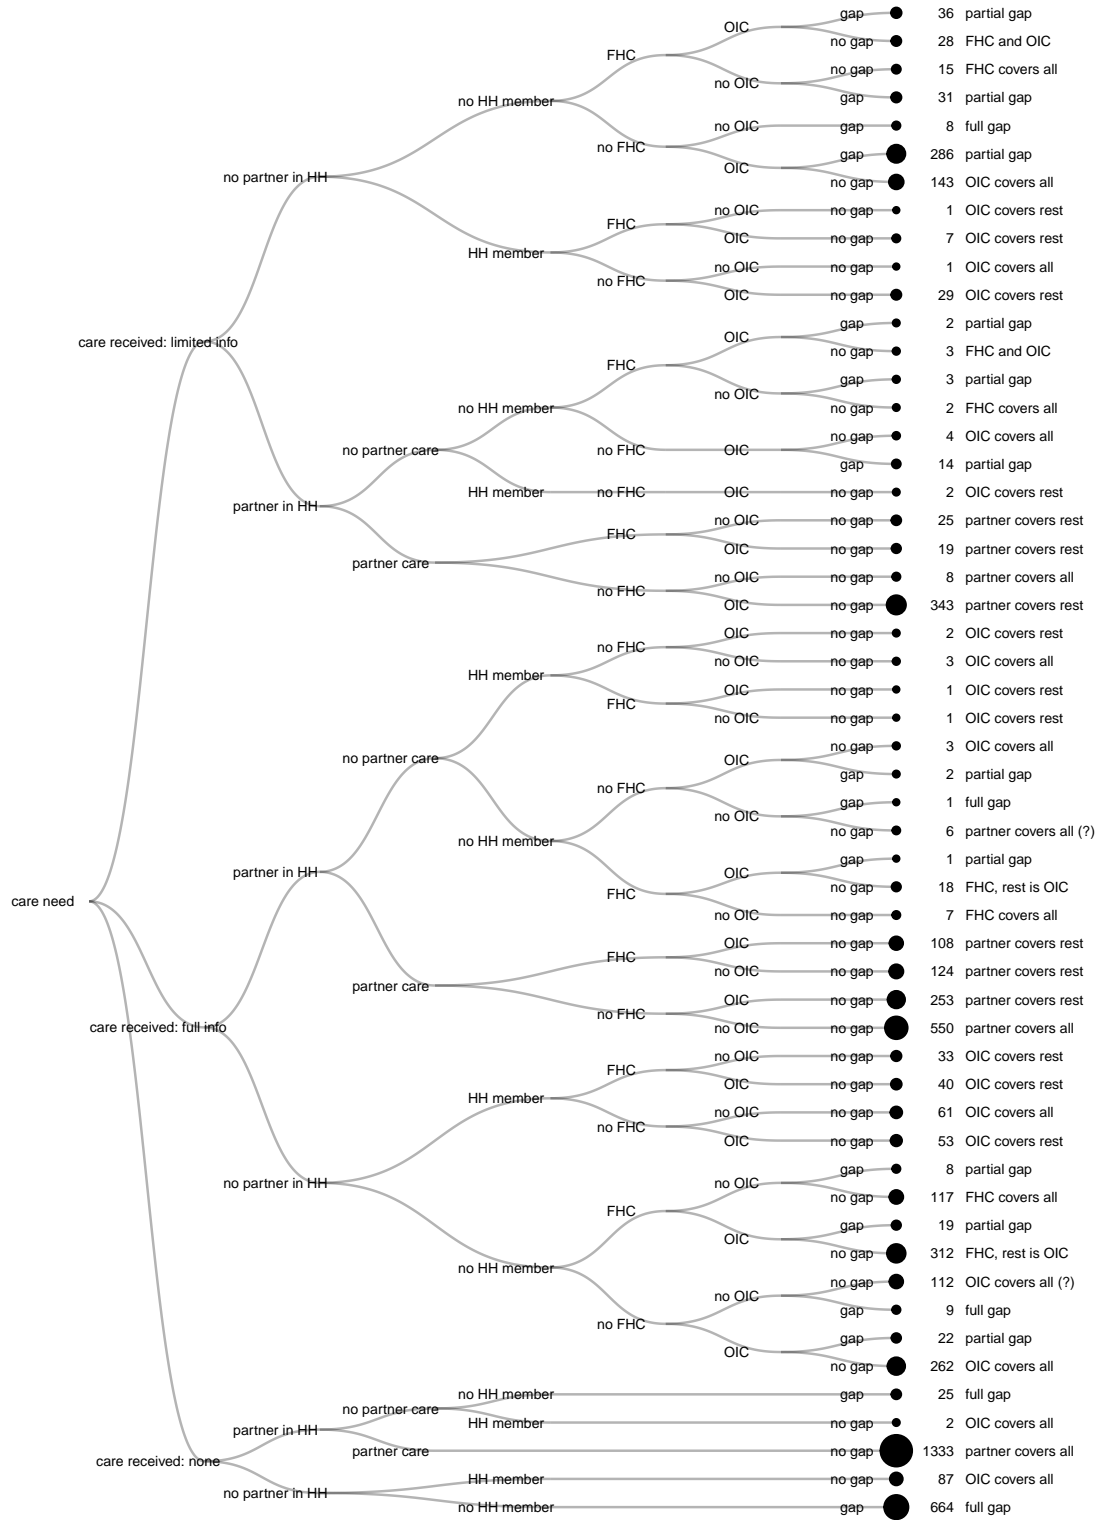 gap 36 partial gap
OIC
no gap 28 FHC and OIC
FHC
no gap 15 FHC covers all
no OIC
gap 31 partial gap
no HH member
no OIC gap 8 full gap
no FHC
gap 286 partial gap
OIC
no gap 143 OIC covers all
no partner in HH
no OIC no gap 1 OIC covers rest
FHC
OIC no gap 7 OIC covers rest
HH member
no OIC no gap 1 OIC covers all
no FHC
OIC no gap 29 OIC covers rest
gap 2 partial gap
OIC
care received: limited info
no gap 3 FHC and OIC
FHC
gap 3 partial gap
no OIC
no HH member
no gap 2 FHC covers all
no gap 4 OIC covers all
no partner care no FHC OIC
gap 14 partial gap
HH member no FHC OIC no gap 2 OIC covers rest
partner in HH
no OIC no gap 25 partner covers rest
FHC
OIC no gap 19 partner covers rest
partner care
no OIC no gap 8 partner covers all
no FHC
OIC no gap 343 partner covers rest
OIC no gap 2 OIC covers rest
no FHC
no OIC no gap 3 OIC covers all
HH member
OIC no gap 1 OIC covers rest
FHC
no OIC no gap 1 OIC covers rest
no gap 3 OIC covers all
no partner care OIC
gap 2 partial gap
no FHC
gap 1 full gap
no OIC
no gap 6 partner covers all (?)
no HH member
gap 1 partial gap
partner in HH OIC
no gap 18 FHC, rest is OIC
FHC
care need
no OIC no gap 7 FHC covers all
OIC no gap 108 partner covers rest
FHC
no OIC no gap 124 partner covers rest
partner care
OIC no gap 253 partner covers rest
no FHC
care received: full info no OIC no gap 550 partner covers all
no OIC no gap 33 OIC covers rest
FHC
OIC no gap 40 OIC covers rest
HH member
no OIC no gap 61 OIC covers all
no FHC
OIC no gap 53 OIC covers rest
gap 8 partial gap
no partner in HH no OIC
no gap 117 FHC covers all
FHC
gap 19 partial gap
OIC
no gap 312 FHC, rest is OIC
no HH member
no gap 112 OIC covers all (?)
no OIC
gap 9 full gap
no FHC
gap 22 partial gap
OIC
no gap 262 OIC covers all
no HH member gap 25 full gap
no partner care
HH member no gap 2 OIC covers all
partner in HH
partner care no gap 1333 partner covers all
care received: none
HH member no gap 87 OIC covers all
no partner in HH
no HH member gap 664 full gap